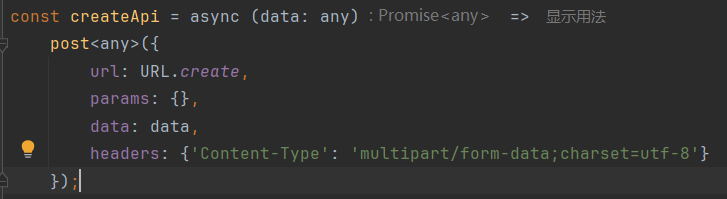 const createApi = async (data: any) : Promise<any> => 显示用法
post<any>({
url: URL.create,
params: {},
data: data,
headers: {'Content-Type': 'multipart/form-data;charset=utf-8'}
});